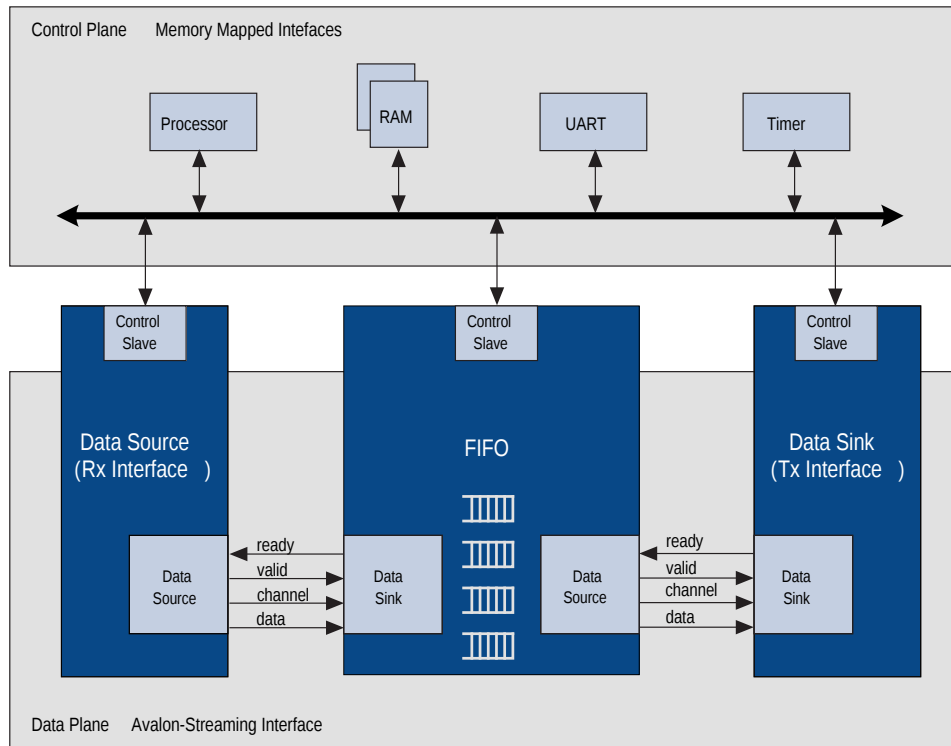 Control Plane Memory Mapped Intefaces
Processor
RAM
UART
Timer
Control
Slave
Control
Slave
Control
Slave
Data Source
(Rx Interface )
FIFO
Data Sink
(Tx Interface )
Data
Source
ready
valid
channel
data
Data
Sink
Data
Source
ready
valid
channel
data
Data
Sink
Data Plane Avalon-Streaming Interface